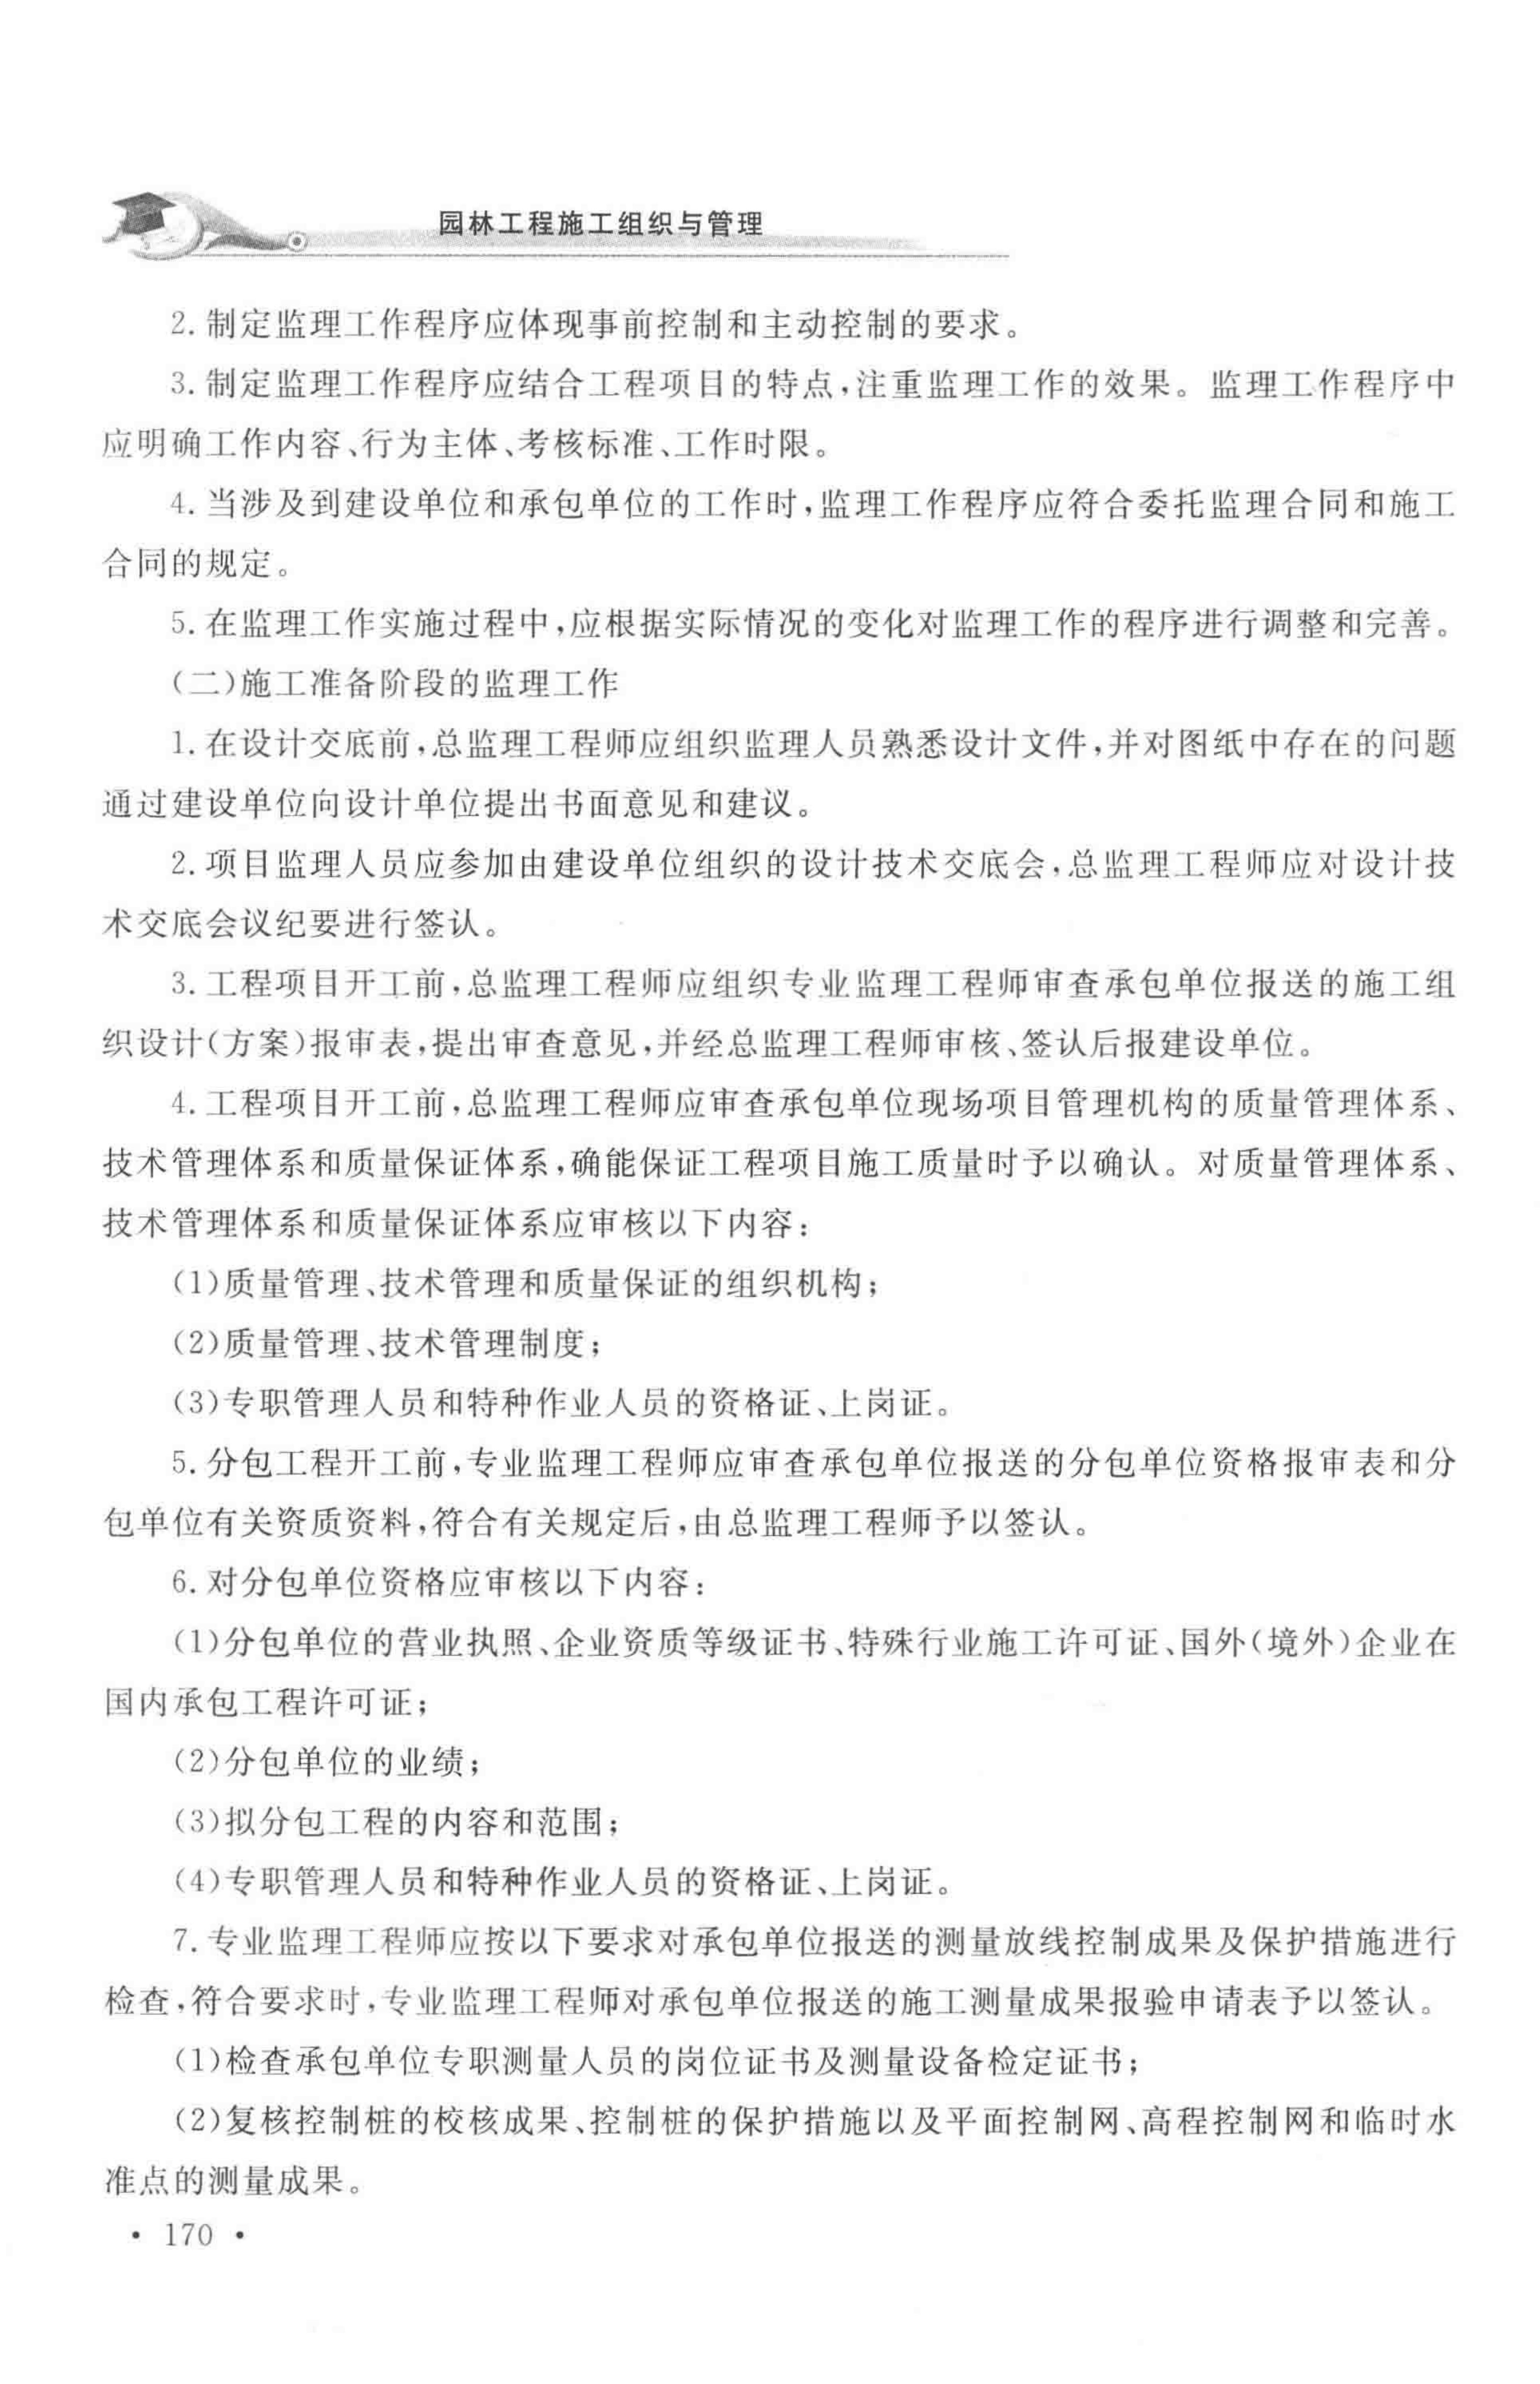 园林工程施工组织与管理
2. 制定监理工作程序应体现事前控制和主动控制的要求。
3. 制定监理工作程序应结合工程项目的特点,注重监理工作的效果。监理工作程序中
应明确工作内容、行为主体、考核标准、工作时限。
4. 当涉及到建设单位和承包单位的工作时,监理工作程序应符合委托监理合同和施工
合同的规定。
5. 在监理工作实施过程中,应根据实际情况的变化对监理工作的程序进行调整和完善。
(二)施工准备阶段的监理工作
1. 在设计交底前,总监理工程师应组织监理人员熟悉设计文件,并对图纸中存在的问题
通过建设单位向设计单位提出书面意见和建议。
2. 项目监理人员应参加由建设单位组织的设计技术交底会,总监理工程师应对设计技
术交底会议纪要进行签认。
3. 工程项目开工前,总监理工程师应组织专业监理工程师审查承包单位报送的施工组
织设计(方案)报审表,提出审查意见,并经总监理工程师审核、签认后报建设单位。
4. 工程项目开工前,总监理工程师应审查承包单位现场项目管理机构的质量管理体系、
技术管理体系和质量保证体系,确能保证工程项目施工质量时予以确认。对质量管理体系、
技术管理体系和质量保证体系应审核以下内容:
(1)质量管理、技术管理和质量保证的组织机构;
(2)质量管理、技术管理制度;
(3)专职管理人员和特种作业人员的资格证、上岗证。
5. 分包工程开工前,专业监理工程师应审查承包单位报送的分包单位资格报审表和分
包单位有关资质资料,符合有关规定后,由总监理工程师予以签认。
6. 对分包单位资格应审核以下内容:
(1)分包单位的营业执照、企业资质等级证书、特殊行业施工许可证、国外(境外)企业在
国内承包工程许可证;
(2)分包单位的业绩;
(3)拟分包工程的内容和范围;
(4)专职管理人员和特种作业人员的资格证、上岗证。
7. 专业监理工程师应按以下要求对承包单位报送的测量放线控制成果及保护措施进行
检查,符合要求时,专业监理工程师对承包单位报送的施工测量成果报验申请表予以签认。
(1)检查承包单位专职测量人员的岗位证书及测量设备检定证书;
(2)复核控制桩的校核成果、控制桩的保护措施以及平面控制网、高程控制网和临时水
准点的测量成果。
• 170 •